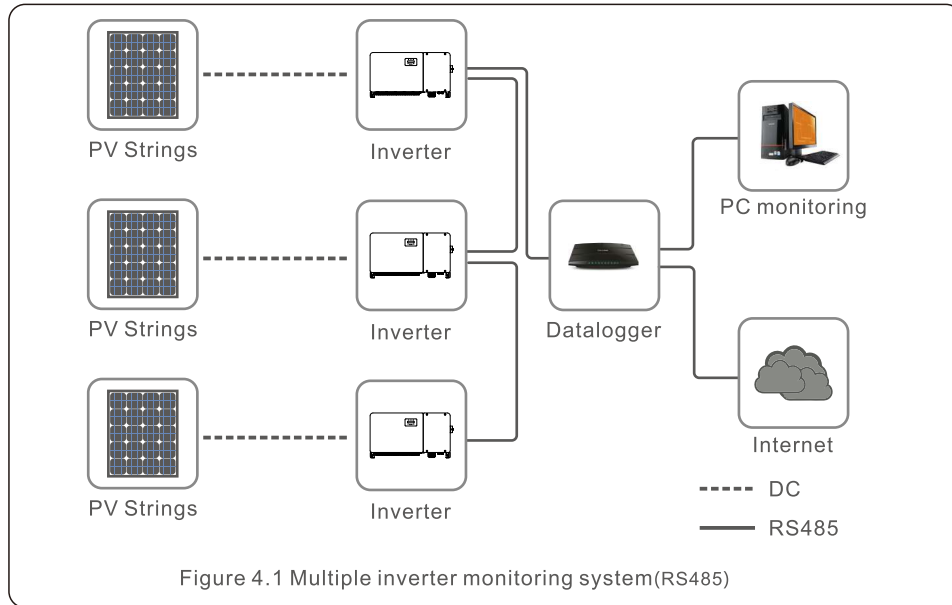 PV Strings
Inverter
PC monitoring
PV Strings
Inverter
Datalogger
Internet
PV Strings
Inverter
DC
RS485
Figure 4.1 Multiple inverter monitoring system(RS485)